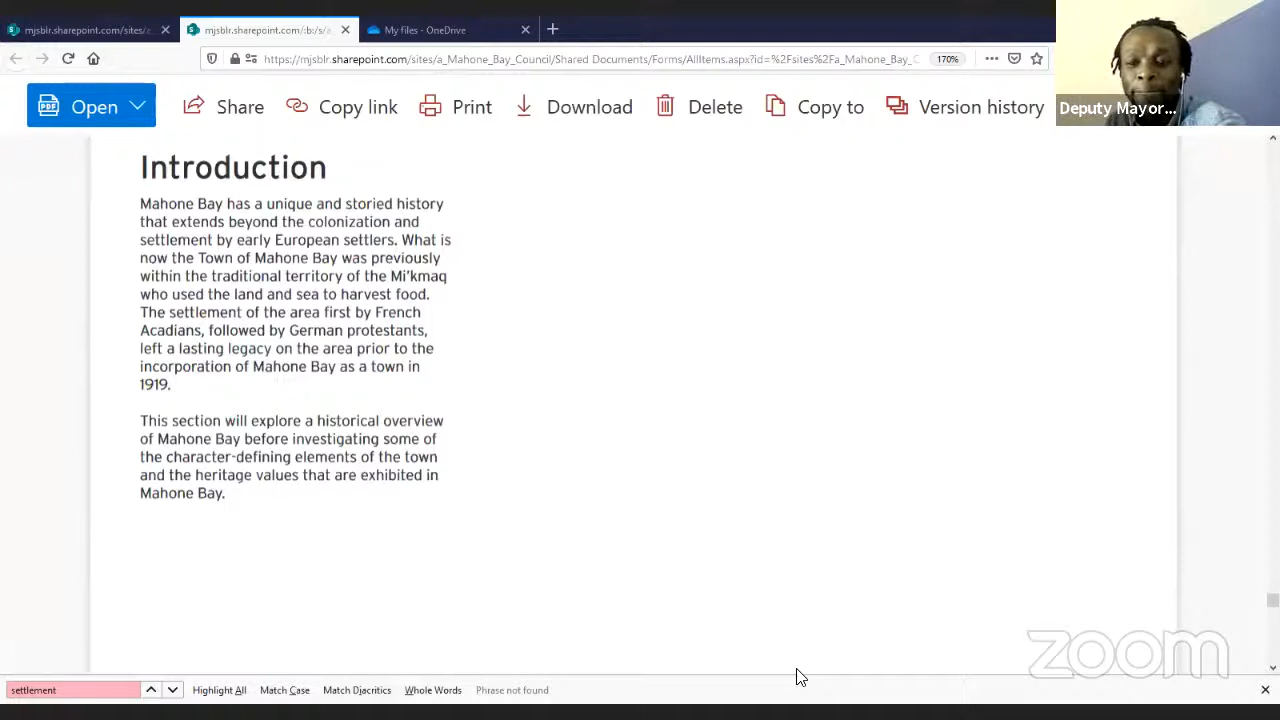 mjsblr.sharepoint.com/sites/
mjsblr.sharepoint.com/:b:/s/a
My files - OneDrive
https://mjsblr.sharepoint.com/sites/a_Mahone_Bay_Council/Shared Documents/Forms/AllItems.aspx?id=%2Fsites%2Fa_Mahone_Bay_C
170%
Deputy Mayor...
PDF
Open
Share
Copy link
Print
Download
Delete
Copy to
Version history
Introduction
Mahone Bay has a unique and storied history
that extends beyond the colonization and
settlement by early European settlers. What is
now the Town of Mahone Bay was previously
within the traditional territory of the Mi’kmaq
who used the land and sea to harvest food.
The settlement of the area first by French
Acadians, followed by German protestants,
left a lasting legacy on the area prior to the
incorporation of Mahone Bay as a town in
1919.
This section will explore a historical overview
of Mahone Bay before investigating some of
the character-defining elements of the town
and the heritage values that are exhibited in
Mahone Bay.
zoom
settlement
Highlight All
Match Case
Match Diacritics
Whole Words
Phrase not found